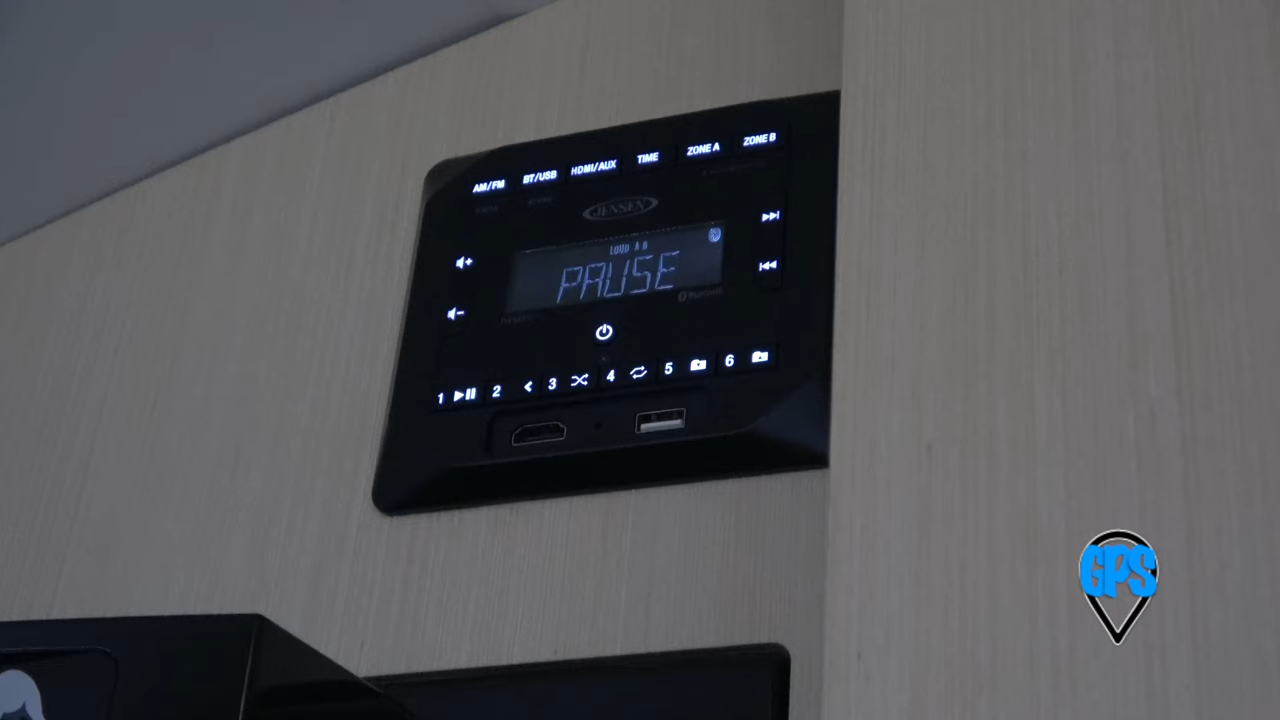 AM/FM BT/USB HDMI/AUX TIME ZONE A ZONE B
JENSEN
LOUD A B
PAUSE
Bluetooth
1 2 3 4 5 6
GPS